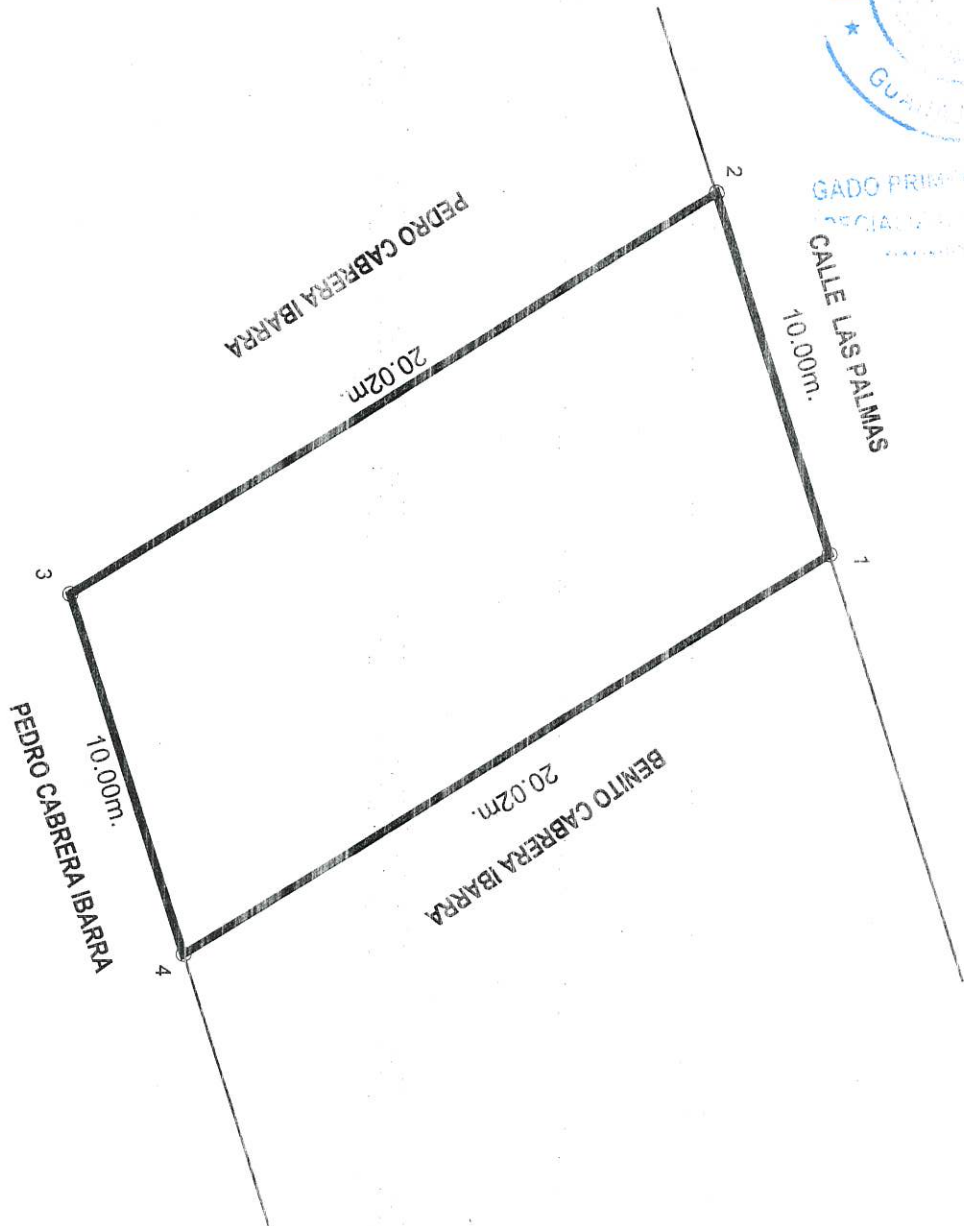 2
CALLE LAS PALMAS
10.00m.
1
PEDRO CABRERA IBARRA
20.02m.
BENITO CABRERA IBARRA
20.02m.
3
10.00m.
PEDRO CABRERA IBARRA
4
GADO